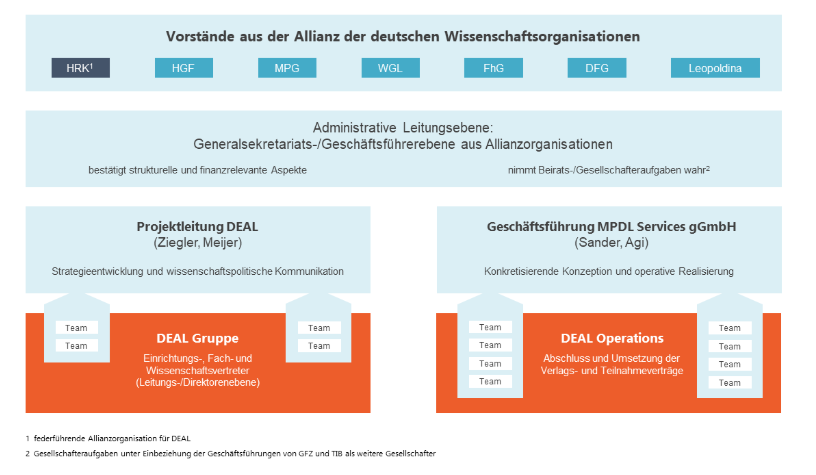 Vorstände aus der Allianz der deutschen Wissenschaftsorganisationen
HRK¹
HGF
MPG
WGL
FhG
DFG
Leopoldina
Administrative Leitungsebene:
Generalsekretariats-/Geschäftsführerebene aus Allianzorganisationen
bestätigt strukturelle und finanzrelevante Aspekte
nimmt Beirats-/Gesellschafteraufgaben wahr²
Projektleitung DEAL
(Ziegler, Meijer)
Strategieentwicklung und wissenschaftspolitische Kommunikation
Geschäftsführung MPDL Services gGmbH
(Sander, Agi)
Konkretisierende Konzeption und operative Realisierung
Team
Team
DEAL Gruppe
Einrichtungs-, Fach- und
Wissenschaftsvertreter
(Leitungs-/Direktorenebene)
Team
Team
Team
Team
Team
Team
DEAL Operations
Abschluss und Umsetzung der
Verlags- und Teilnahmeverträge
Team
Team
Team
Team
1 federführende Allianzorganisation für DEAL
2 Gesellschafteraufgaben unter Einbeziehung der Geschäftsführungen von GFZ und TIB als weitere Gesellschafter